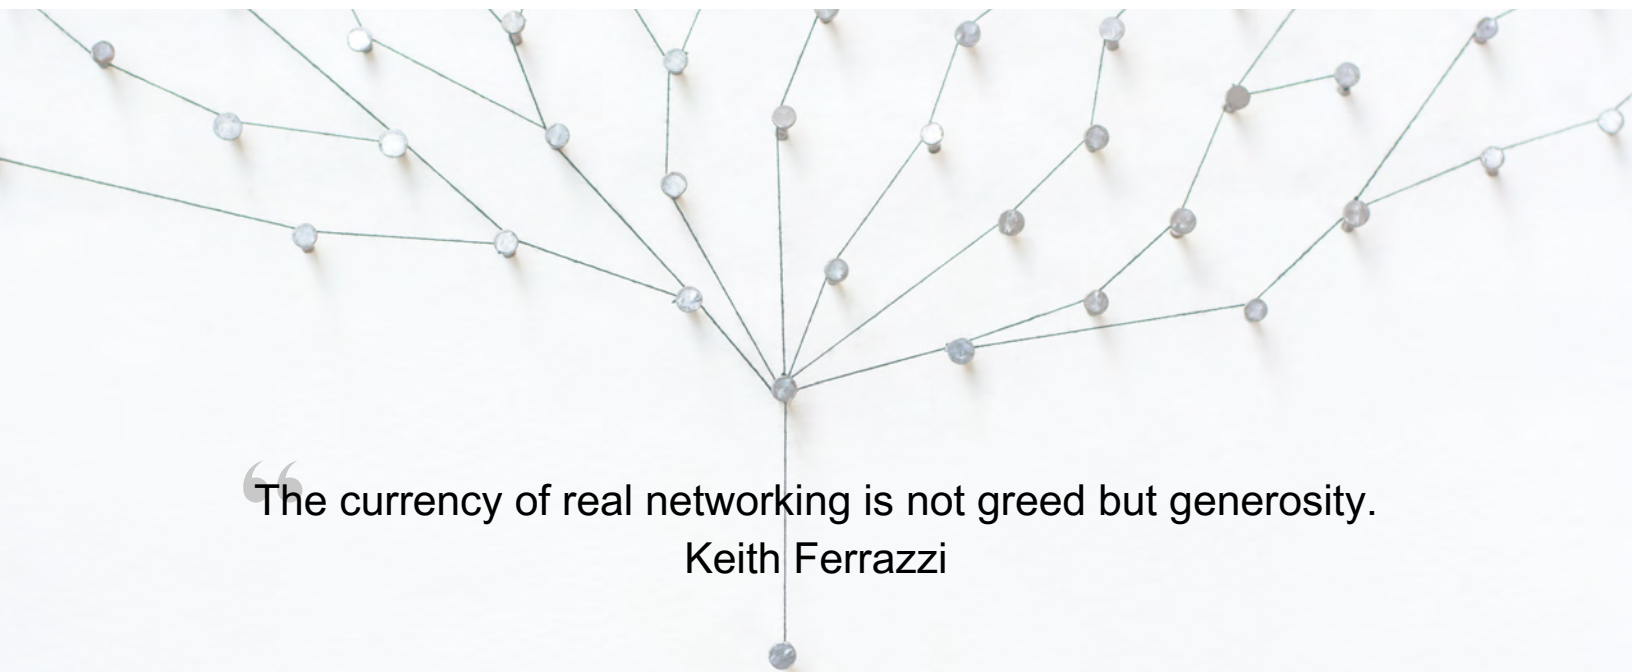 “The currency of real networking is not greed but generosity.
Keith Ferrazzi